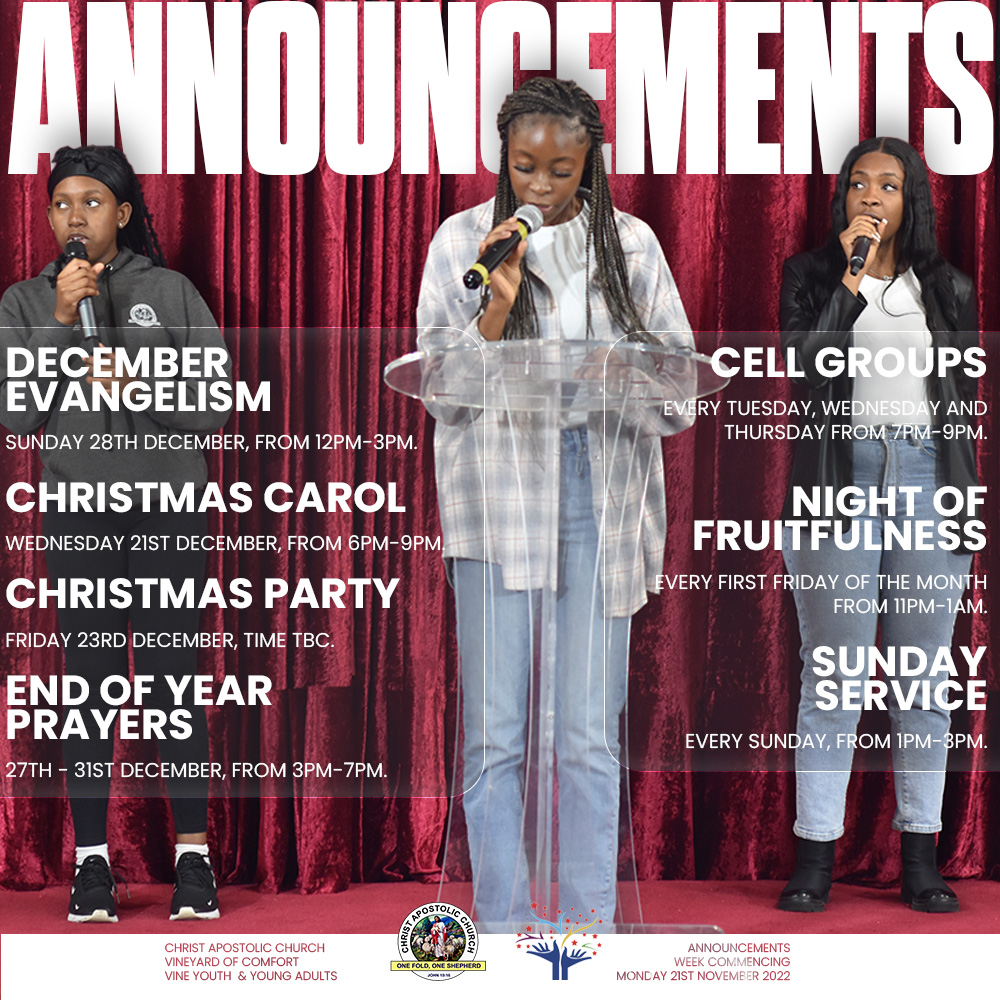 ANNOUNCEMENTS
DECEMBER
EVANGELISM
SUNDAY 28TH DECEMBER, FROM 12PM-3PM.
CHRISTMAS CAROL
WEDNESDAY 21ST DECEMBER, FROM 6PM-9PM.
CHRISTMAS PARTY
FRIDAY 23RD DECEMBER, TIME TBC.
END OF YEAR
PRAYERS
27TH - 31ST DECEMBER, FROM 3PM-7PM.
CELL GROUPS
EVERY TUESDAY, WEDNESDAY AND
THURSDAY FROM 7PM-9PM.
NIGHT OF
FRUITFULNESS
EVERY FIRST FRIDAY OF THE MONTH
FROM 11PM-1AM.
SUNDAY
SERVICE
EVERY SUNDAY, FROM 1PM-3PM.
CHRIST APOSTOLIC CHURCH
VINEYARD OF COMFORT
VINE YOUTH & YOUNG ADULTS
CHRIST APOSTOLIC CHURCH
ONE FOLD, ONE SHEPHERD
JOHN 10:16
ANNOUNCEMENTS
WEEK COMMENCING
MONDAY 21ST NOVEMBER 2022